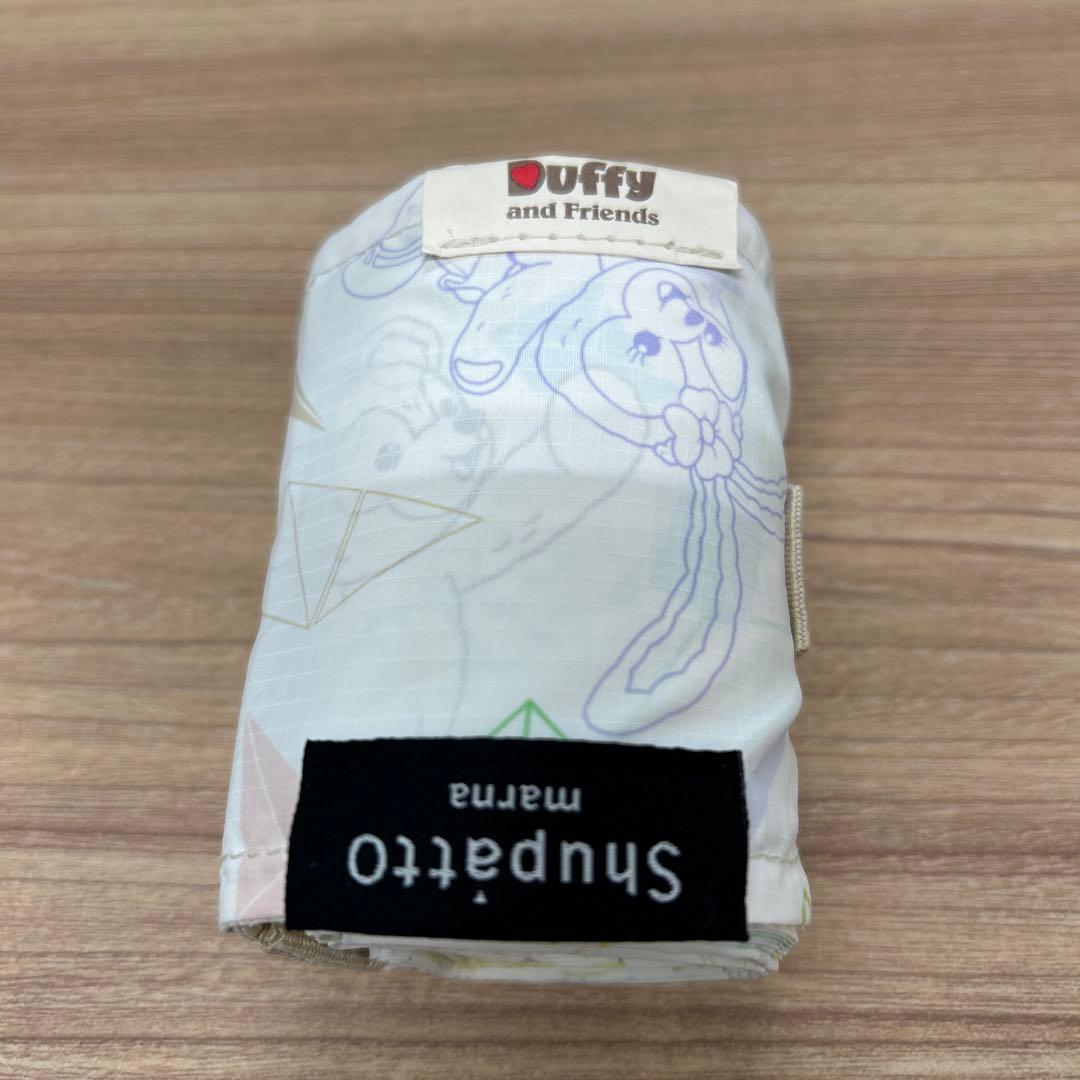 Duffy
and Friends
Shupatto
marna